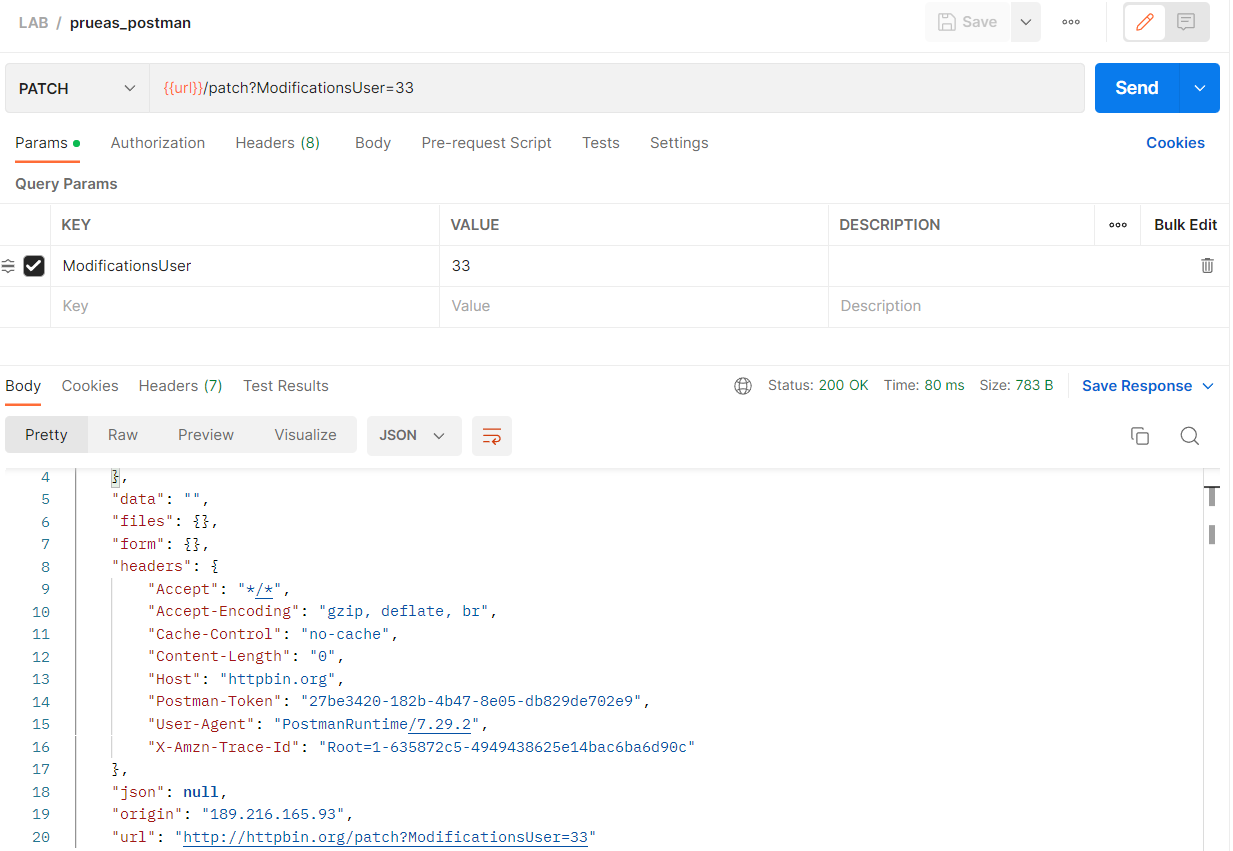 LAB / prueas_postman
Save
PATCH {{url}}/patch?ModificationsUser=33 Send
Params Authorization Headers (8) Body Pre-request Script Tests Settings Cookies
Query Params
KEY VALUE DESCRIPTION Bulk Edit
ModificationsUser 33
Key Value Description
Body Cookies Headers (7) Test Results Status: 200 OK Time: 80 ms Size: 783 B Save Response
Pretty Raw Preview Visualize JSON
4 },
5 "data": "",
6 "files": {},
7 "form": {},
8 "headers": {
9 "Accept": "*/*",
10 "Accept-Encoding": "gzip, deflate, br",
11 "Cache-Control": "no-cache",
12 "Content-Length": "0",
13 "Host": "httpbin.org",
14 "Postman-Token": "27be3420-182b-4b47-8e05-db829de702e9",
15 "User-Agent": "PostmanRuntime/7.29.2",
16 "X-Amzn-Trace-Id": "Root=1-635872c5-4949438625e14bac6ba6d90c"
17 },
18 "json": null,
19 "origin": "189.216.165.93",
20 "url": "http://httpbin.org/patch?ModificationsUser=33"